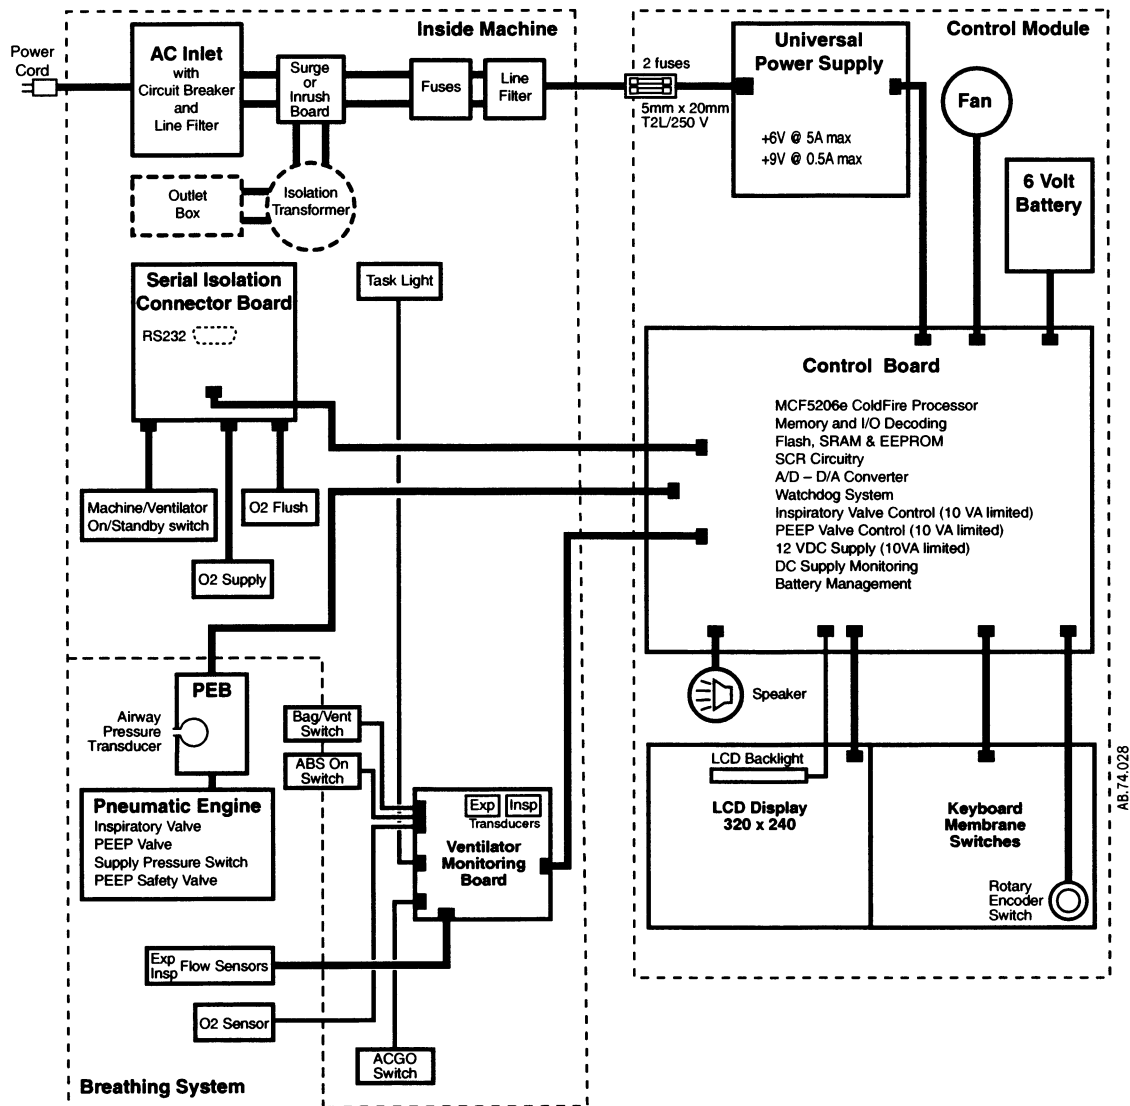 Inside Machine
Control Module
Power
Cord
AC Inlet
with
Circuit Breaker
and
Line Filter
Surge
or
Inrush
Board
Fuses
Line
Filter
2 fuses
5mm x 20mm
T2L/250 V
Universal
Power Supply
+6V @ 5A max
+9V @ 0.5A max
Fan
6 Volt
Battery
Outlet
Box
Isolation
Transformer
Serial Isolation
Connector Board
RS232
Task Light
Machine/Ventilator
On/Standby switch
O2 Flush
O2 Supply
Control Board
MCF5206e ColdFire Processor
Memory and I/O Decoding
Flash, SRAM & EEPROM
SCR Circuitry
A/D – D/A Converter
Watchdog System
Inspiratory Valve Control (10 VA limited)
PEEP Valve Control (10 VA limited)
12 VDC Supply (10VA limited)
DC Supply Monitoring
Battery Management
PEB
Airway
Pressure
Transducer
Bag/Vent
Switch
ABS On
Switch
Speaker
Pneumatic Engine
Inspiratory Valve
PEEP Valve
Supply Pressure Switch
PEEP Safety Valve
Exp
Insp
Transducers
Ventilator
Monitoring
Board
LCD Backlight
LCD Display
320 x 240
Keyboard
Membrane
Switches
Rotary
Encoder
Switch
Exp
Insp
Flow Sensors
O2 Sensor
ACGO
Switch
Breathing System
AB.74.028